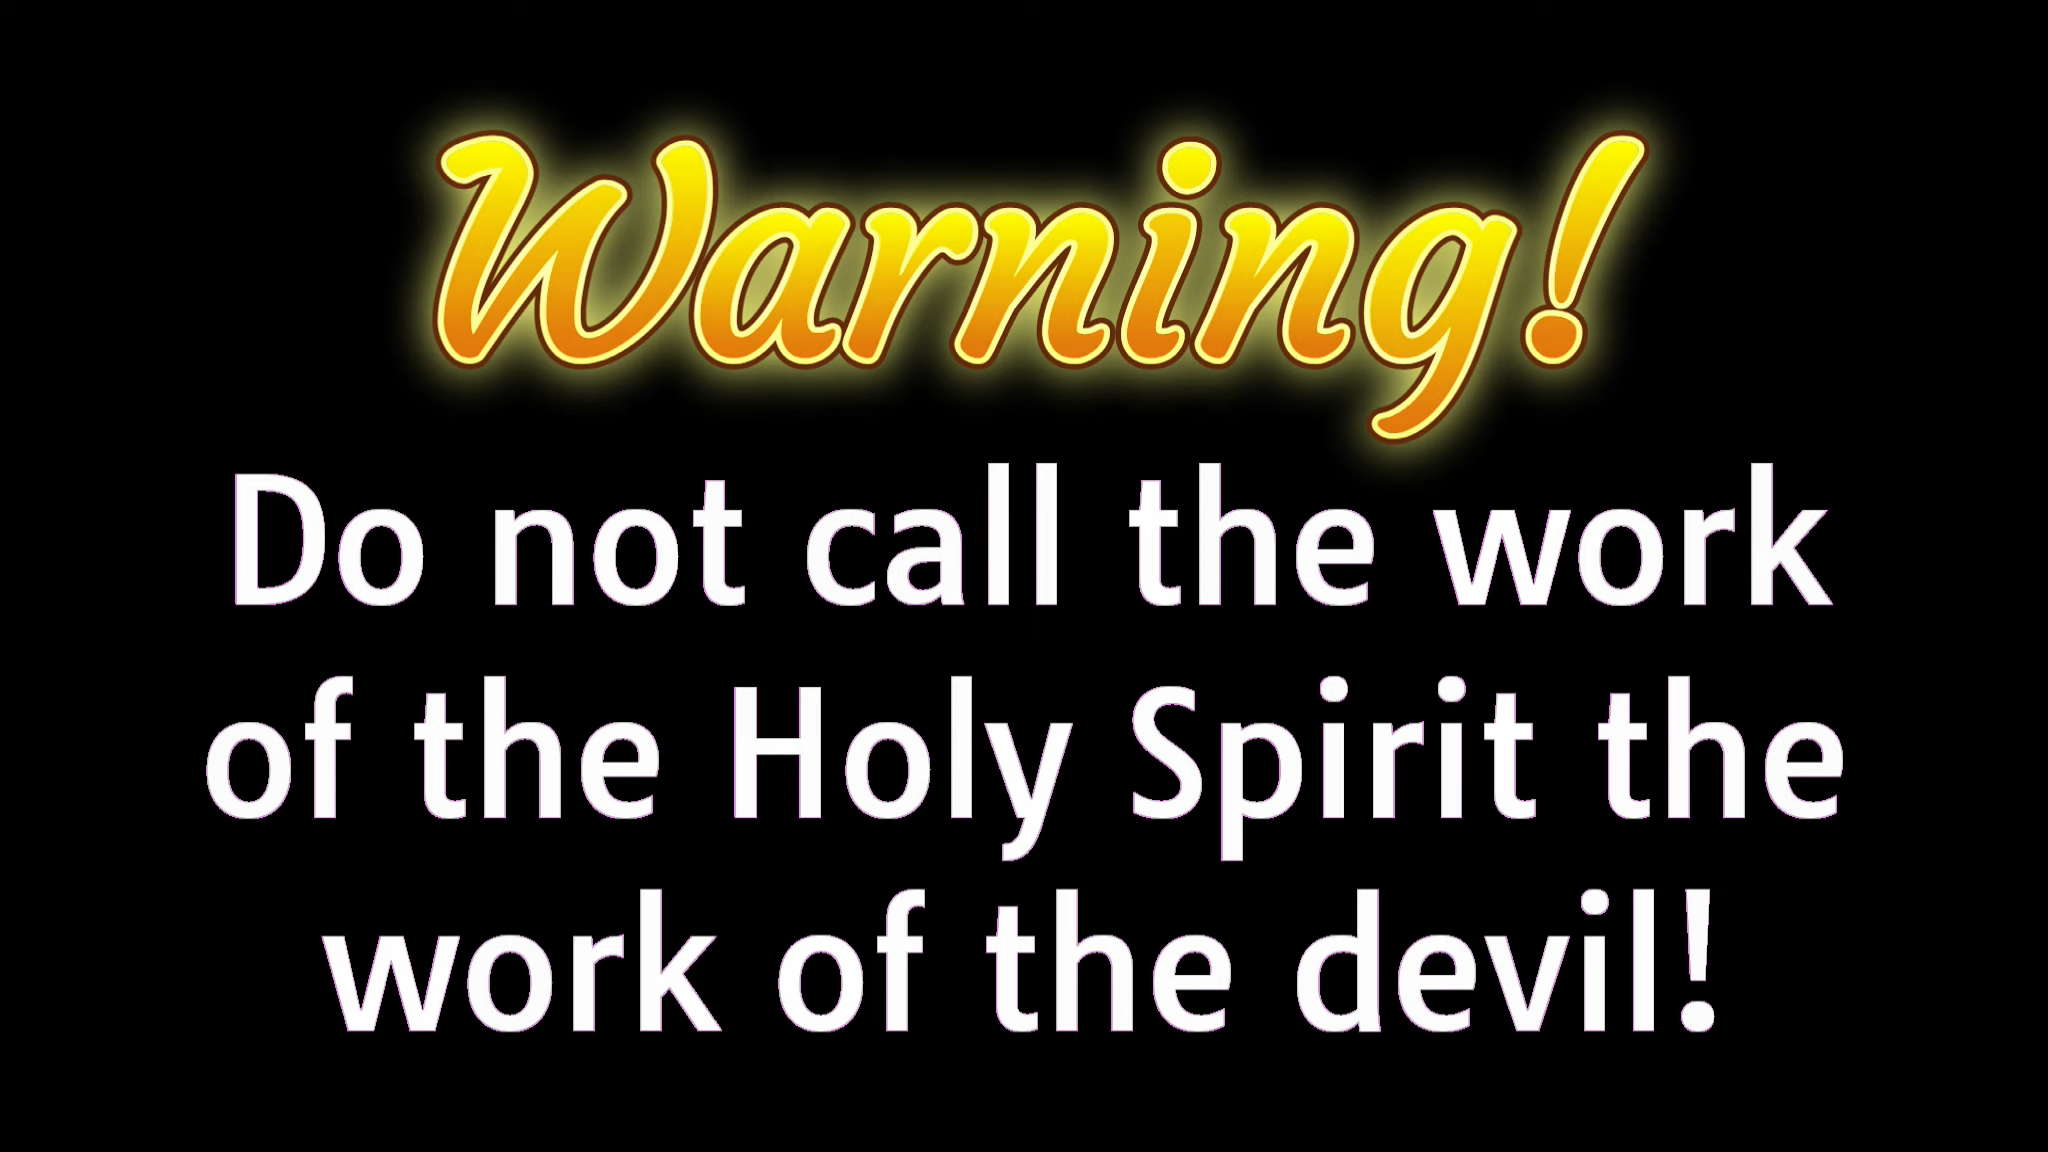 Warning!
Do not call the work
of the Holy Spirit the
work of the devil!